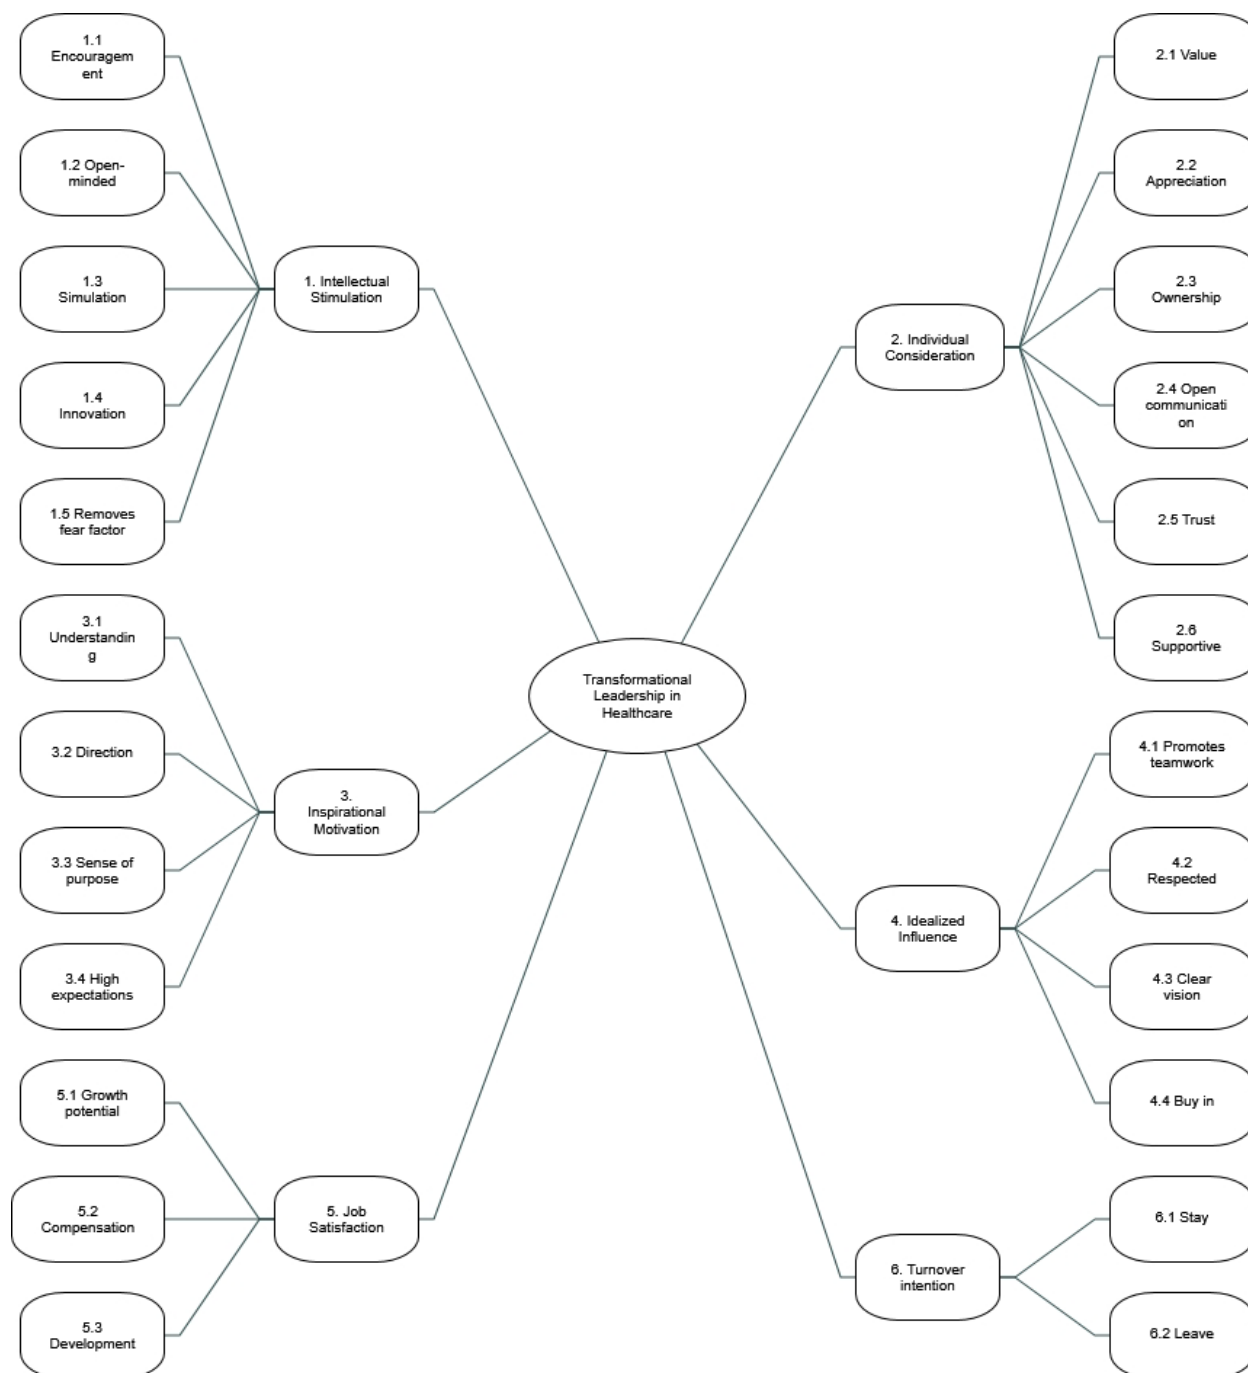 1.1
Encouragem
ent
1.2 Open-
minded
1.3
Simulation
1.4
Innovation
1.5 Removes
fear factor
1. Intellectual
Stimulation
2.1 Value
2.2
Appreciation
2.3
Ownership
2.4 Open
communicati
on
2.5 Trust
2.6
Supportive
2. Individual
Consideration
Transformational
Leadership in
Healthcare
3.1
Understandin
g
3.2 Direction
3.3 Sense of
purpose
3.4 High
expectations
3.
Inspirational
Motivation
4.1 Promotes
teamwork
4.2
Respected
4.3 Clear
vision
4.4 Buy in
4. Idealized
Influence
5.1 Growth
potential
5.2
Compensation
5.3
Development
5. Job
Satisfaction
6.1 Stay
6.2 Leave
6. Turnover
intention